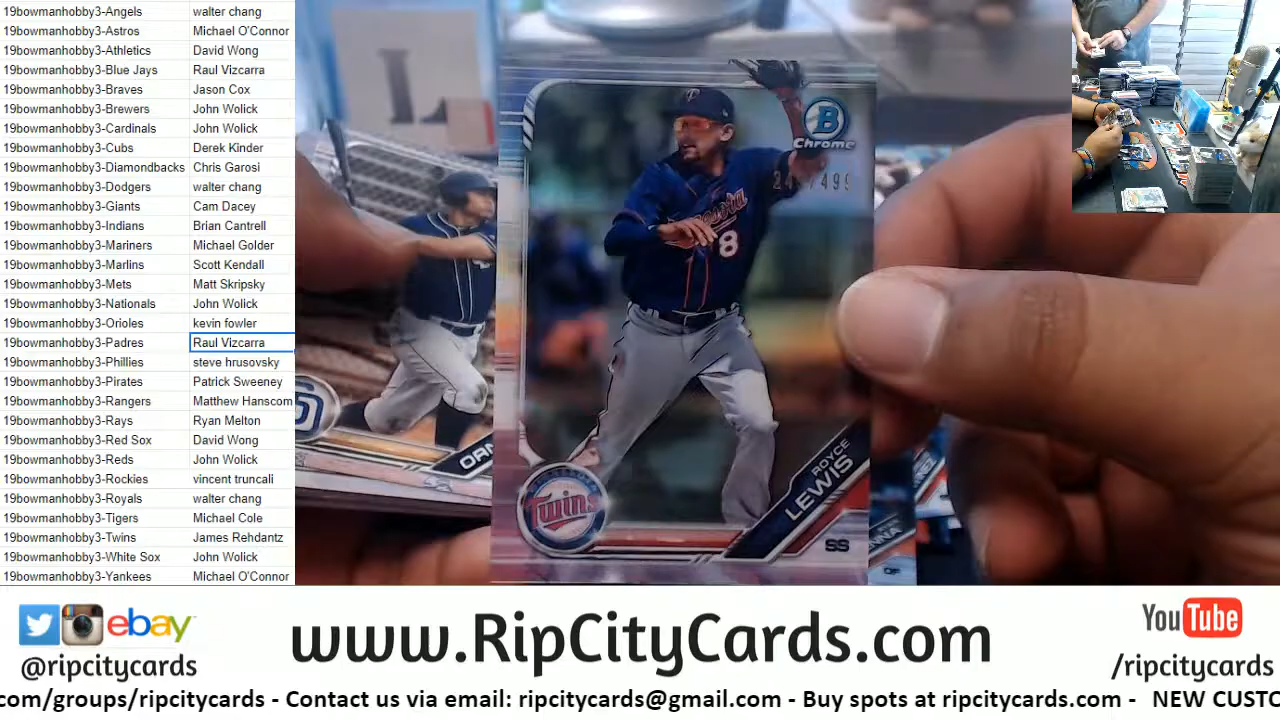 19bowmanhobby3-Angels walter chang
19bowmanhobby3-Astros Michael O'Connor
19bowmanhobby3-Athletics David Wong
19bowmanhobby3-Blue Jays Raul Vizcarra
19bowmanhobby3-Braves Jason Cox
19bowmanhobby3-Brewers John Wolick
19bowmanhobby3-Cardinals John Wolick
19bowmanhobby3-Cubs Derek Kinder
19bowmanhobby3-Diamondbacks Chris Garosi
19bowmanhobby3-Dodgers walter chang
19bowmanhobby3-Giants Cam Dacey
19bowmanhobby3-Indians Brian Cantrell
19bowmanhobby3-Mariners Michael Golder
19bowmanhobby3-Marlins Scott Kendall
19bowmanhobby3-Mets Matt Skripsky
19bowmanhobby3-Nationals John Wolick
19bowmanhobby3-Orioles kevin fowler
19bowmanhobby3-Padres Raul Vizcarra
19bowmanhobby3-Phillies steve hrusovsky
19bowmanhobby3-Pirates Patrick Sweeney
19bowmanhobby3-Rangers Matthew Hanscom
19bowmanhobby3-Rays Ryan Melton
19bowmanhobby3-Red Sox David Wong
19bowmanhobby3-Reds John Wolick
19bowmanhobby3-Rockies vincent truncali
19bowmanhobby3-Royals walter chang
19bowmanhobby3-Tigers Michael Cole
19bowmanhobby3-Twins James Rehdantz
19bowmanhobby3-White Sox John Wolick
19bowmanhobby3-Yankees Michael O'Connor
B
Chrome
8
Twins
ROYCE
LEWIS
SS
ebay
@ripcitycards
www.RipCityCards.com
YouTube
/ripcitycards
com/groups/ripcitycards - Contact us via email: ripcitycards@gmail.com - Buy spots at ripcitycards.com - NEW CUSTO